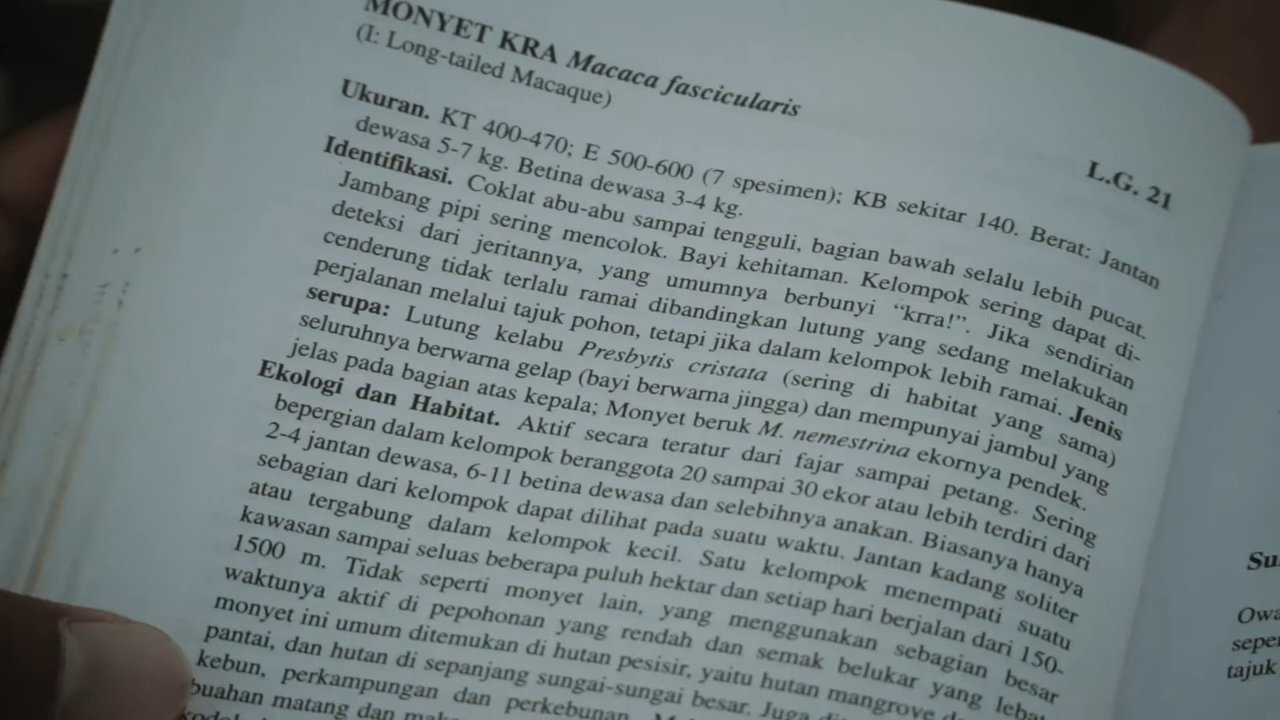 MONYET KRA Macaca fascicularis
(I: Long-tailed Macaque)
L.G. 21
Ukuran. KT 400-470; E 500-600 (7 spesimen); KB sekitar 140. Berat: Jantan
dewasa 5-7 kg. Betina dewasa 3-4 kg.
Identifikasi. Coklat abu-abu sampai tengguli, bagian bawah selalu lebih pucat.
Jambang pipi sering mencolok. Bayi kehitaman. Kelompok sering dapat di-
deteksi dari jeritannya, yang umumnya berbunyi “krra!”. Jika sendirian
cenderung tidak terlalu ramai dibandingkan lutung yang sedang melakukan
perjalanan melalui tajuk pohon, tetapi jika dalam kelompok lebih ramai. Jenis
serupa: Lutung kelabu Presbytis cristata (sering di habitat yang sama)
seluruhnya berwarna gelap (bayi berwarna jingga) dan mempunyai jambul yang
jelas pada bagian atas kepala; Monyet beruk M. nemestrina ekornya pendek.
Ekologi dan Habitat. Aktif secara teratur dari fajar sampai petang. Sering
bepergian dalam kelompok beranggota 20 sampai 30 ekor atau lebih terdiri dari
2-4 jantan dewasa, 6-11 betina dewasa dan selebihnya anakan. Biasanya hanya
sebagian dari kelompok dapat dilihat pada suatu waktu. Jantan kadang soliter
atau tergabung dalam kelompok kecil. Satu kelompok menempati suatu
kawasan sampai seluas beberapa puluh hektar dan setiap hari berjalan dari 150-
1500 m. Tidak seperti monyet lain, yang menggunakan sebagian besar
waktunya aktif di pepohonan yang rendah dan semak belukar yang lebat
monyet ini umum ditemukan di hutan pesisir, yaitu hutan mangrove
pantai, dan hutan di sepanjang sungai-sungai besar. Juga
kebun, perkampungan dan perkebunan.
buahan matang dan
Su
Owa
seper
tajuk